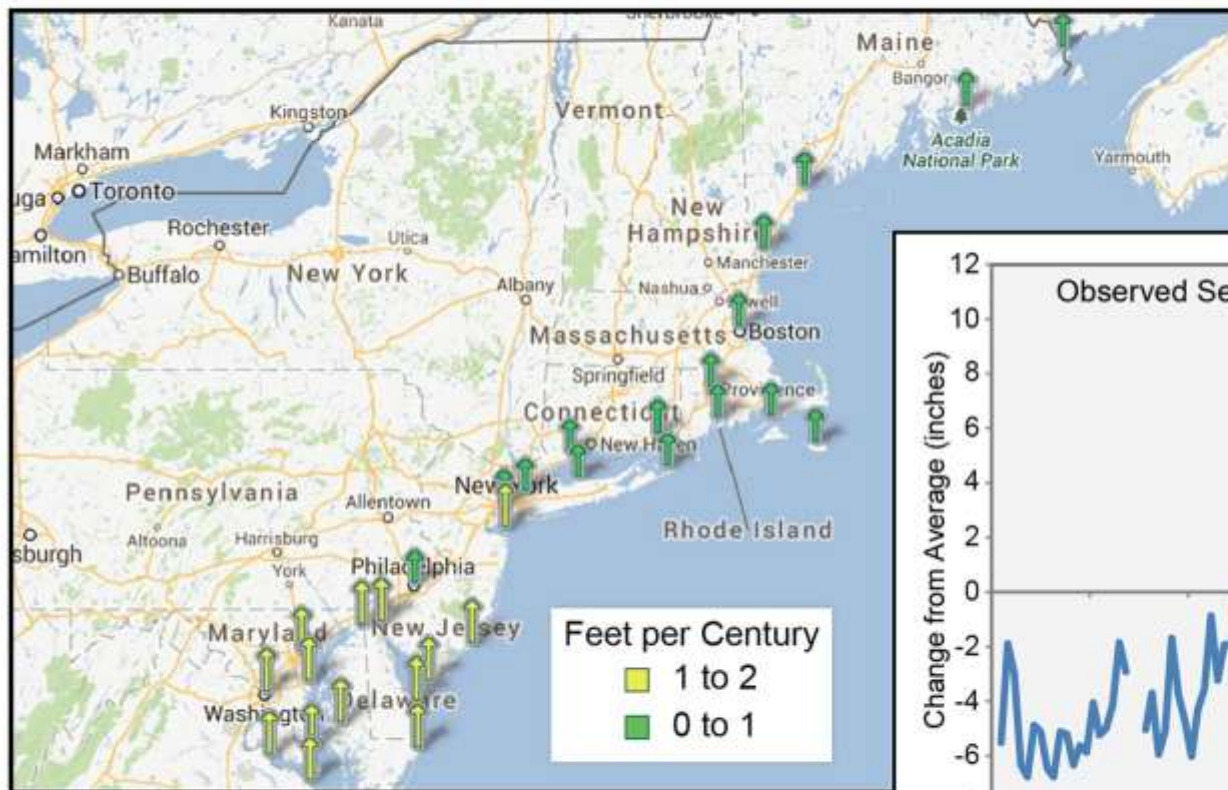 Kanata
Maine
Bangor
Vermont
Kingston
Acadia
National Park
Markham
Yarmouth
Toronto
New
Hampshire
Rochester
Utica
Manchester
Buffalo
New York
Albany
Nashua
Massachusetts
Boston
Springfield
Providence
Connecticut
New Haven
New York
Pennsylvania
Allentown
Rhode Island
Altoona
Harrisburg
York
Philadelphia
Maryland
New Jersey
Washington
Delaware
Feet per Century
1 to 2
0 to 1
Observed Se
Change from Average (inches)
12
10
8
6
4
2
0
-2
-4
-6